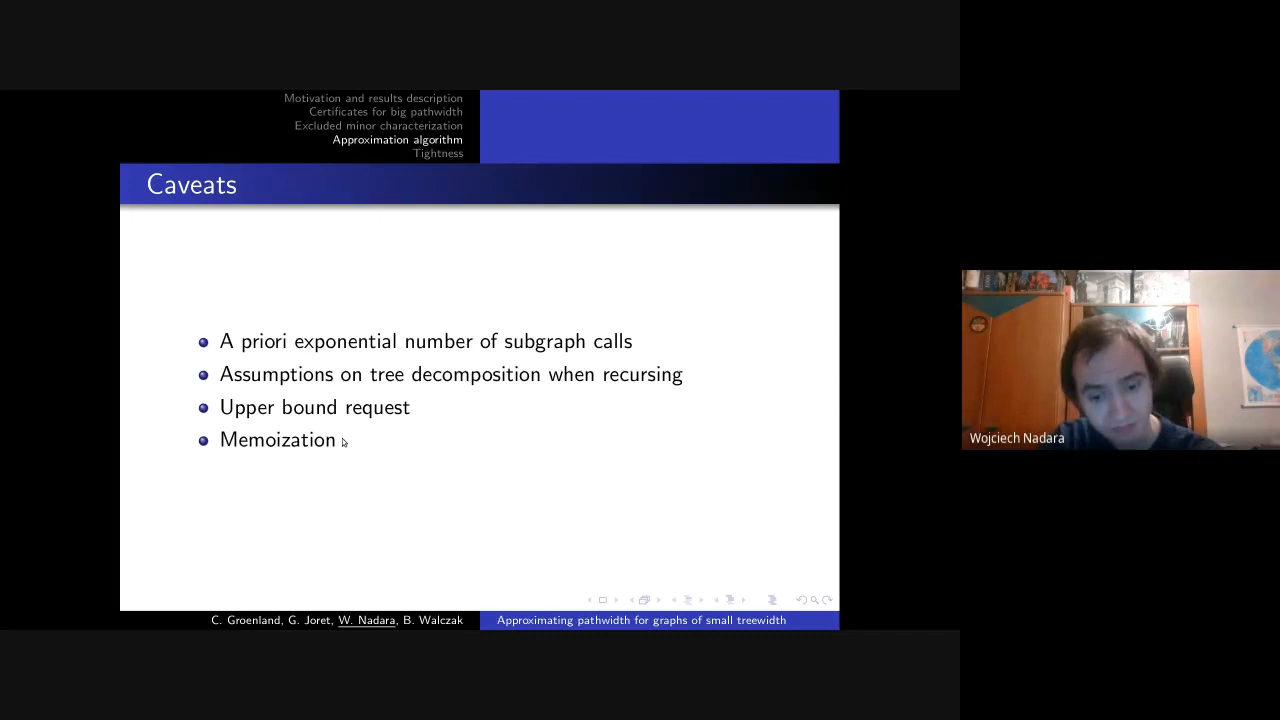 Motivation and results description
Certificates for big pathwidth
Excluded minor characterization
Approximation algorithm
Tightness
Caveats
A priori exponential number of subgraph calls
Assumptions on tree decomposition when recursing
Upper bound request
Memoization
C. Groenland, G. Joret, W. Nadara, B. Walczak
Approximating pathwidth for graphs of small treewidth
Wojciech Nadara